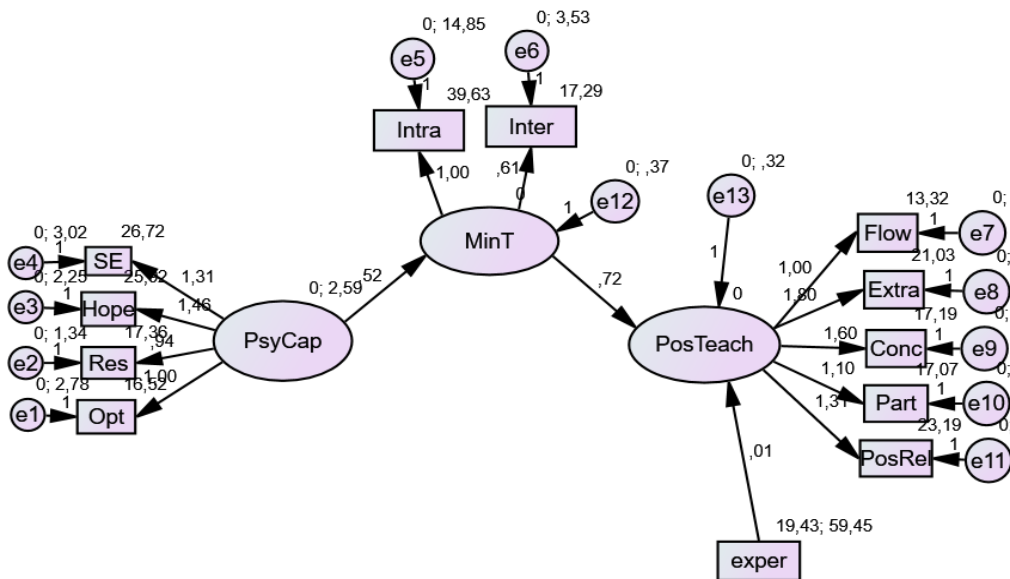 0; 14,85
0; 3,53
e5
e6
1
1
39,63
17,29
Intra
Inter
1,00
,61
0
0; ,37
e12
1
MinT
0; ,32
e13
1
0
13,32
0;
Flow
1
e7
21,03
0;
1,00
Extra
1
e8
1,80
17,19
0;
1,60
Conc
1
e9
1,10
17,07
0;
Part
1
e10
1,31
23,19
0;
PosRel
1
e11
,72
PosTeach
,01
19,43; 59,45
exper
0; 3,02
26,72
e4
1
SE
1,31
0; 2,25
e3
1
Hope
1,46
17,36
0; 1,34
e2
1
Res
,94
1,00
0; 2,78
16,52
e1
1
Opt
0; 2,59
,52
PsyCap